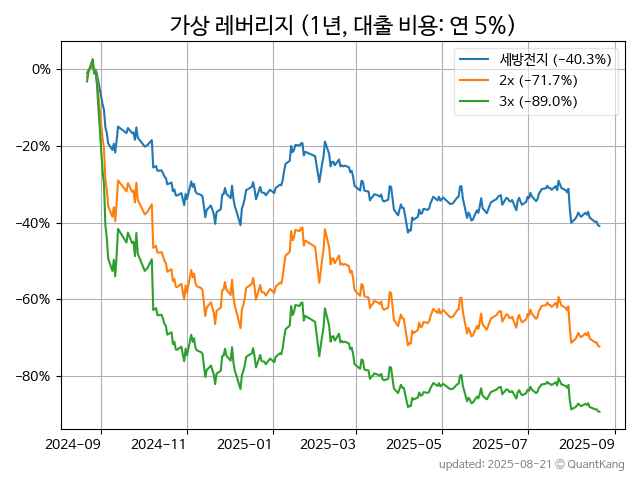 가상 레버리지 (1년, 대출 비용: 연 5%)
세방전지 (−40.3%)
2x (−71.7%)
3x (−89.0%)
0%
−20%
−40%
−60%
−80%
2024-09 2024-11 2025-01 2025-03 2025-05 2025-07 2025-09
updated: 2025-08-21 © QuantKang